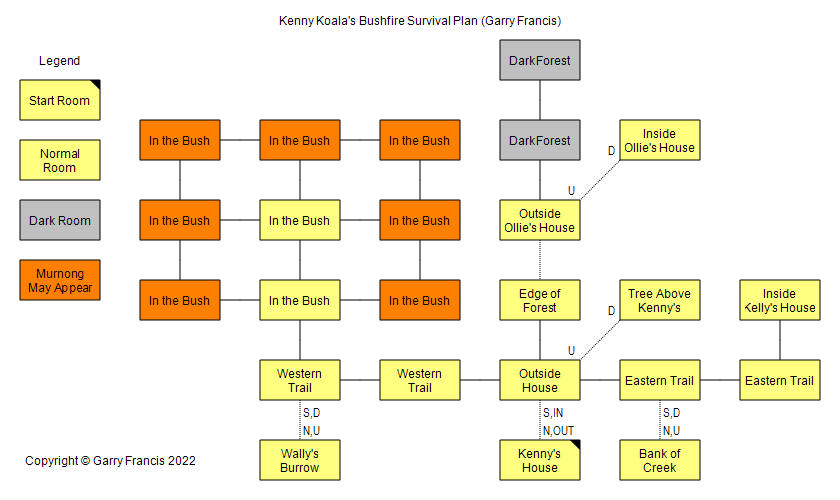 Kenny Koala's Bushfire Survival Plan (Garry Francis)
Legend
Start Room
Normal
Room
Dark Room
Murnong
May Appear
DarkForest
DarkForest
Inside
Ollie's House
D
U
In the Bush
In the Bush
In the Bush
In the Bush
In the Bush
In the Bush
Outside
Ollie's House
In the Bush
In the Bush
In the Bush
Edge of
Forest
Tree Above
Kenny's
Inside
Kelly's House
D
U
Western
Trail
Western
Trail
Outside
House
Eastern Trail
Eastern Trail
S,D
N,U
S,IN
N,OUT
S,D
N,U
Wally's
Burrow
Kenny's
House
Bank of
Creek
Copyright © Garry Francis 2022